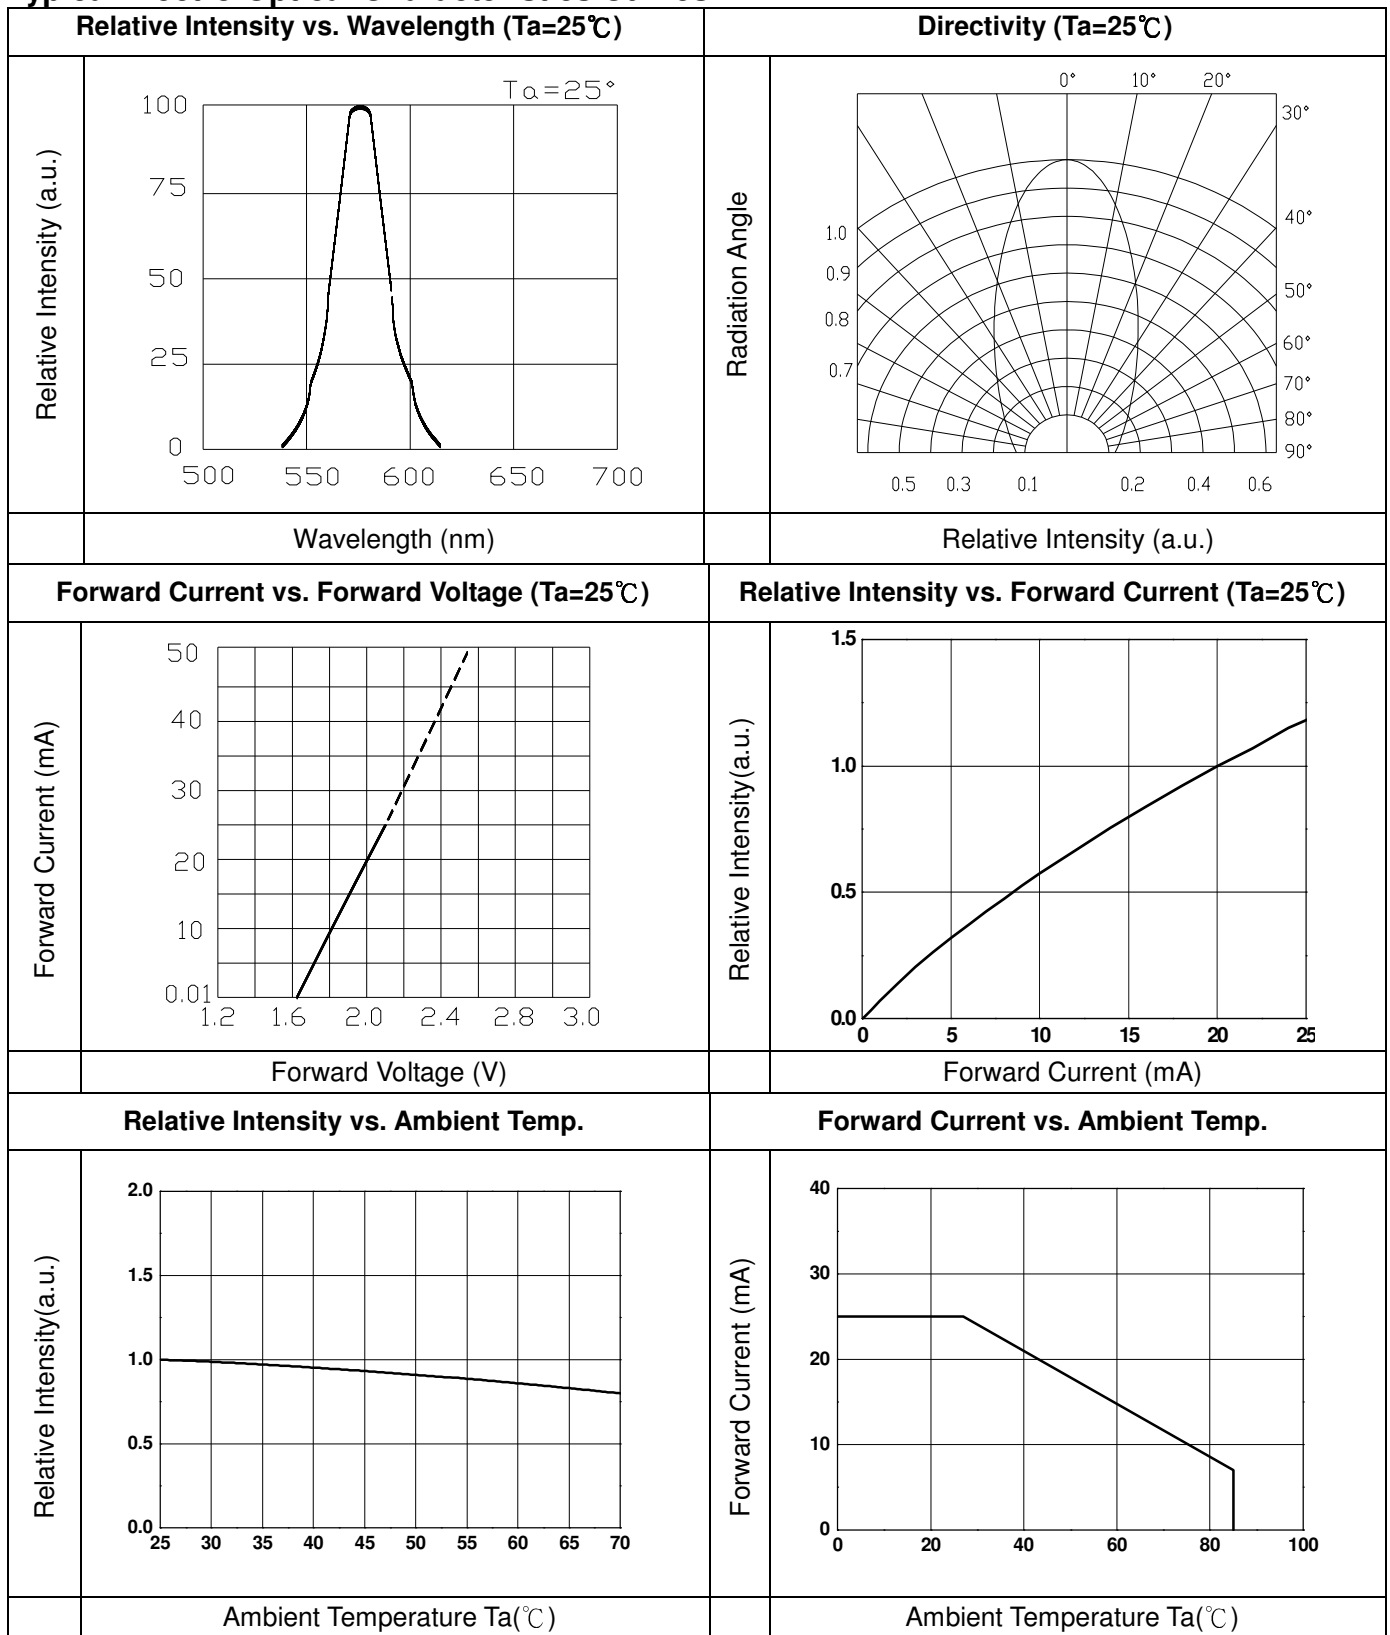 Relative Intensity vs. Wavelength (Ta=25℃)
Directivity (Ta=25℃)
Relative Intensity (a.u.)
Ta=25°
100
75
50
25
0
500 550 600 650 700
Wavelength (nm)
Radiation Angle
0° 10° 20°
30°
40°
50°
60°
70°
80°
90°
1.0
0.9
0.8
0.7
0.5 0.3 0.1 0.2 0.4 0.6
Relative Intensity (a.u.)
Forward Current vs. Forward Voltage (Ta=25℃)
Relative Intensity vs. Forward Current (Ta=25℃)
Forward Current (mA)
50
40
30
20
10
0.01
1.2 1.6 2.0 2.4 2.8 3.0
Forward Voltage (V)
Relative Intensity(a.u.)
1.5
1.0
0.5
0.0
0 5 10 15 20 25
Forward Current (mA)
Relative Intensity vs. Ambient Temp.
Forward Current vs. Ambient Temp.
Relative Intensity(a.u.)
2.0
1.5
1.0
0.5
0.0
25 30 35 40 45 50 55 60 65 70
Ambient Temperature Ta(℃)
Forward Current (mA)
40
30
20
10
0
0 20 40 60 80 100
Ambient Temperature Ta(℃)